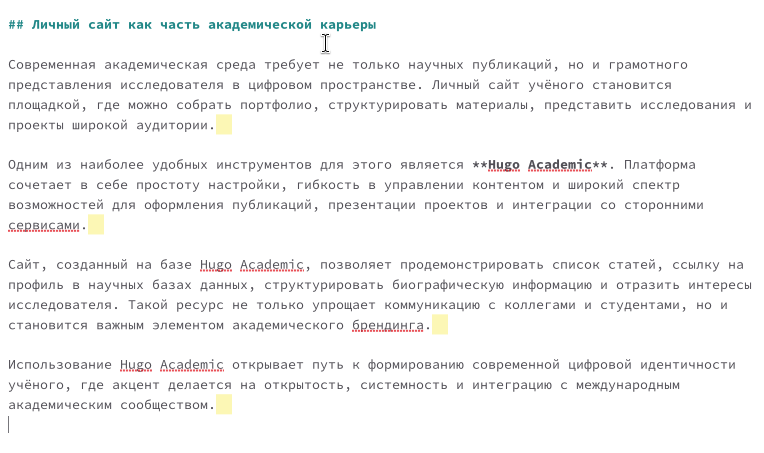 ## Личный сайт как часть академической карьеры
Современная академическая среда требует не только научных публикаций, но и грамотного
представления исследователя в цифровом пространстве. Личный сайт учёного становится
площадкой, где можно собрать портфолио, структурировать материалы, представить исследования и
проекты широкой аудитории.
Одним из наиболее удобных инструментов для этого является **Hugo Academic**. Платформа
сочетает в себе простоту настройки, гибкость в управлении контентом и широкий спектр
возможностей для оформления публикаций, презентации проектов и интеграции со сторонними
сервисами.
Сайт, созданный на базе Hugo Academic, позволяет продемонстрировать список статей, ссылку на
профиль в научных базах данных, структурировать биографическую информацию и отразить интересы
исследователя. Такой ресурс не только упрощает коммуникацию с коллегами и студентами, но и
становится важным элементом академического брендинга.
Использование Hugo Academic открывает путь к формированию современной цифровой идентичности
учёного, где акцент делается на открытость, системность и интеграцию с международным
академическим сообществом.